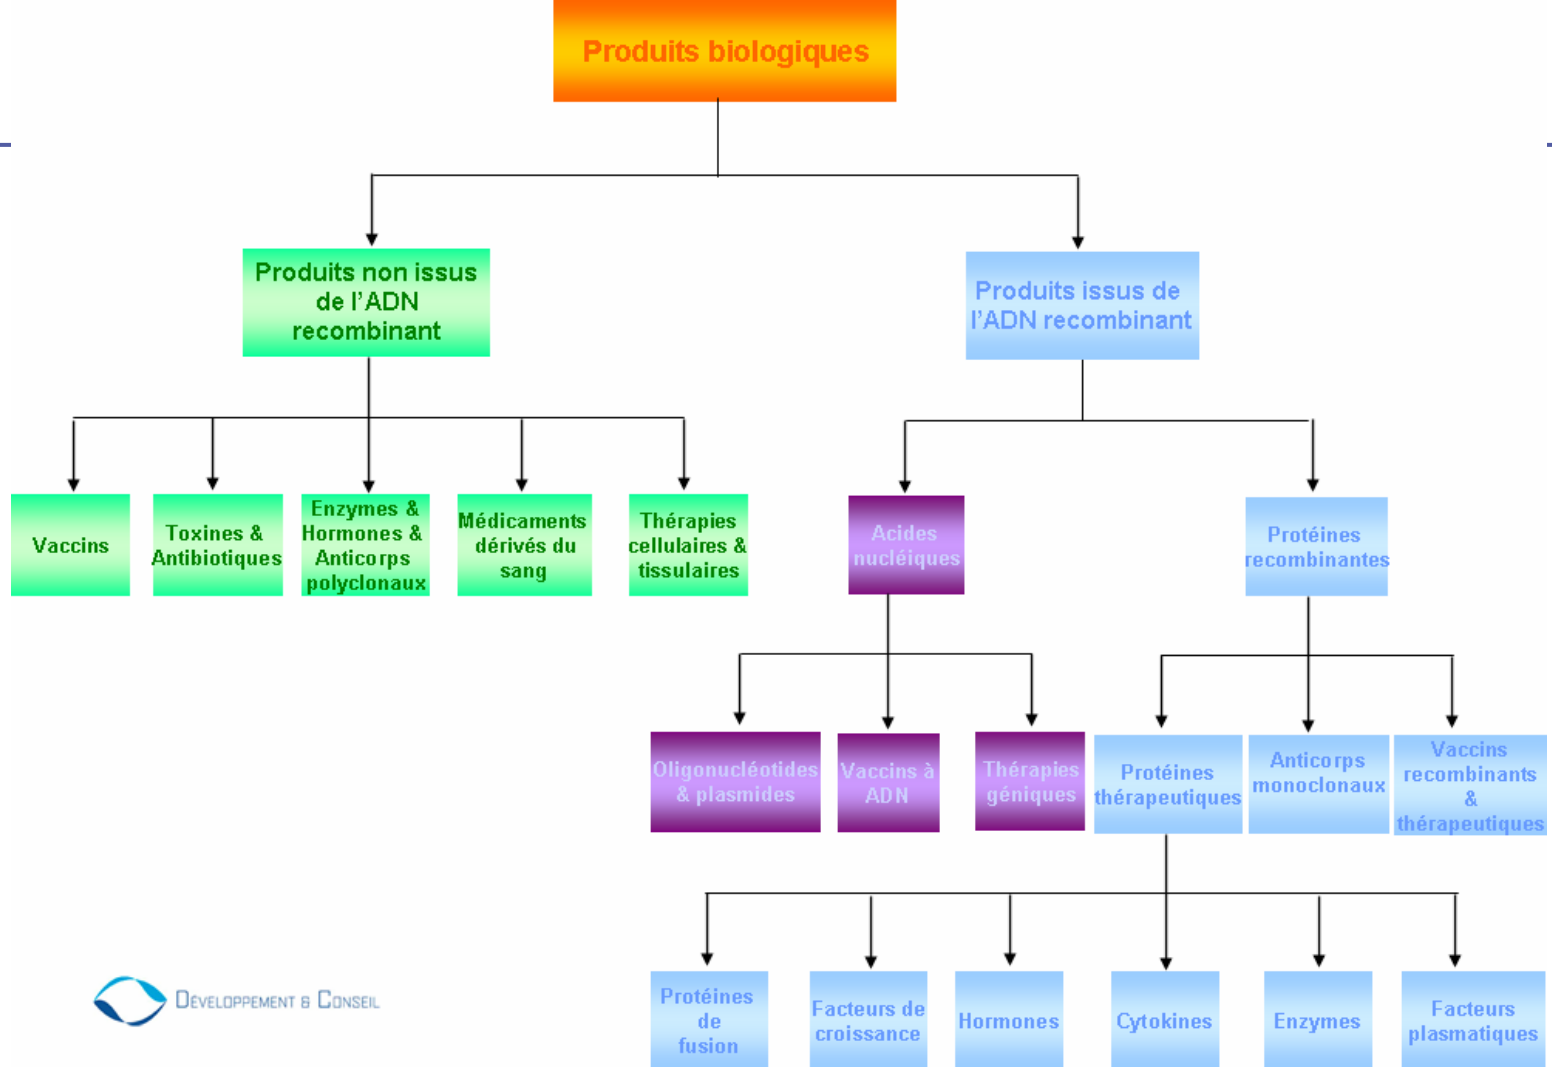 Produits biologiques
Produits non issus
de l'ADN
recombinant
Produits issus de
l'ADN recombinant
Vaccins
Toxines &
Antibiotiques
Enzymes &
Hormones &
Anticorps
polyclonaux
Médicaments
dérivés du
sang
Thérapies
cellulaires &
tissulaires
Acides
nucléiques
Protéines
recombinantes
Oligonucléotides
& plasmides
Vaccins à
ADN
Thérapies
géniques
Protéines
thérapeutiques
Anticorps
monoclonaux
Vaccins
recombinants
&
thérapeutiques
Protéines
de
fusion
Facteurs de
croissance
Hormones
Cytokines
Enzymes
Facteurs
plasmatiques
DÉVELOPPEMENT & CONSEIL